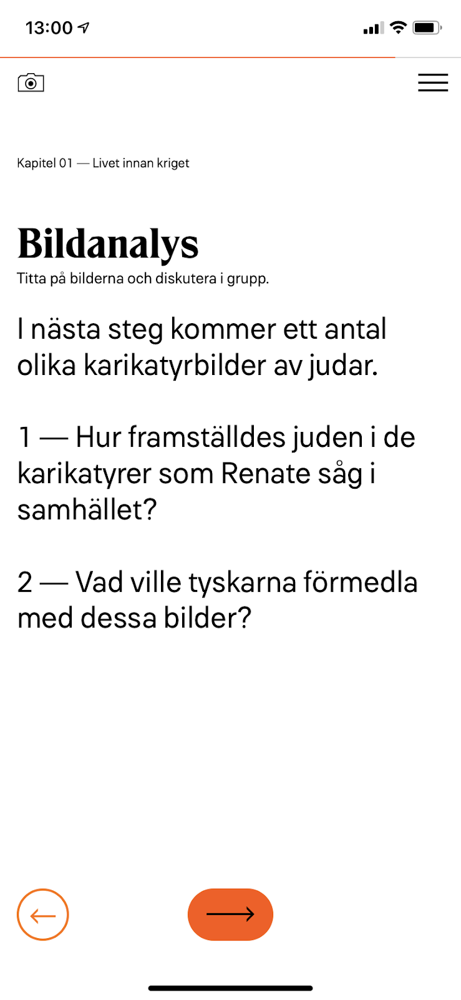 13:00
Kapitel 01 — Livet innan kriget
Bildanalys
Titta på bilderna och diskutera i grupp.
I nästa steg kommer ett antal
olika karikatyrbilder av judar.
1 — Hur framställdes juden i de
karikatyrer som Renate såg i
samhället?
2 — Vad ville tyskarna förmedla
med dessa bilder?